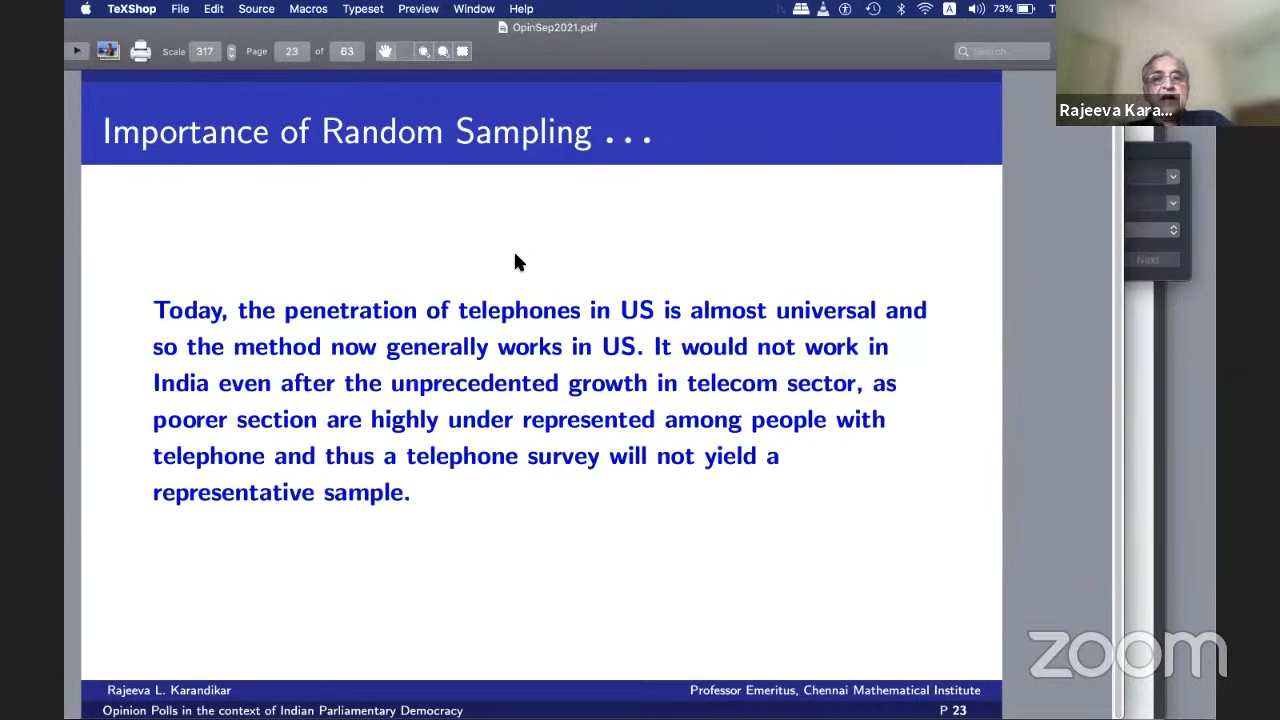 TeXShop File Edit Source Macros Typeset Preview Window Help 73%
OpinSep2021.pdf
Scale 317 Page 23 of 63 Search
Rajeeva Kara...
Importance of Random Sampling . . .
Next
Today, the penetration of telephones in US is almost universal and
so the method now generally works in US. It would not work in
India even after the unprecedented growth in telecom sector, as
poorer section are highly under represented among people with
telephone and thus a telephone survey will not yield a
representative sample.
zoom
Rajeeva L. Karandikar Professor Emeritus, Chennai Mathematical Institute
Opinion Polls in the context of Indian Parliamentary Democracy P 23